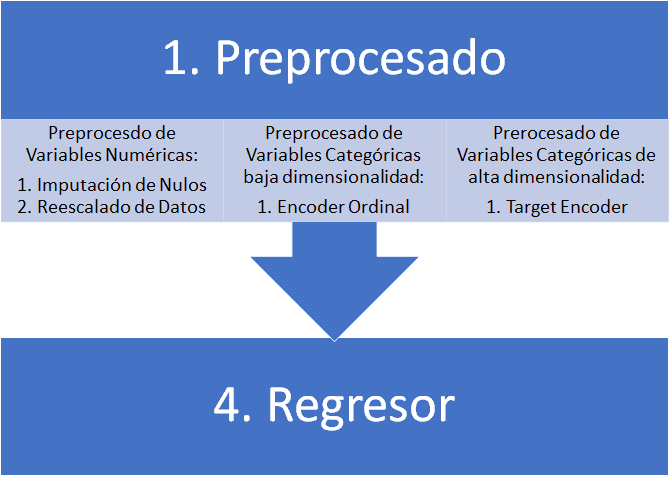 1. Preprocesado
Preprocesdo de
Variables Numéricas:
1. Imputación de Nulos
2. Reescalado de Datos
Preprocesado de
Variables Categóricas
baja dimensionalidad:
1. Encoder Ordinal
Prerocesado de
Variables Categóricas de
alta dimensionalidad:
1. Target Encoder
4. Regresor